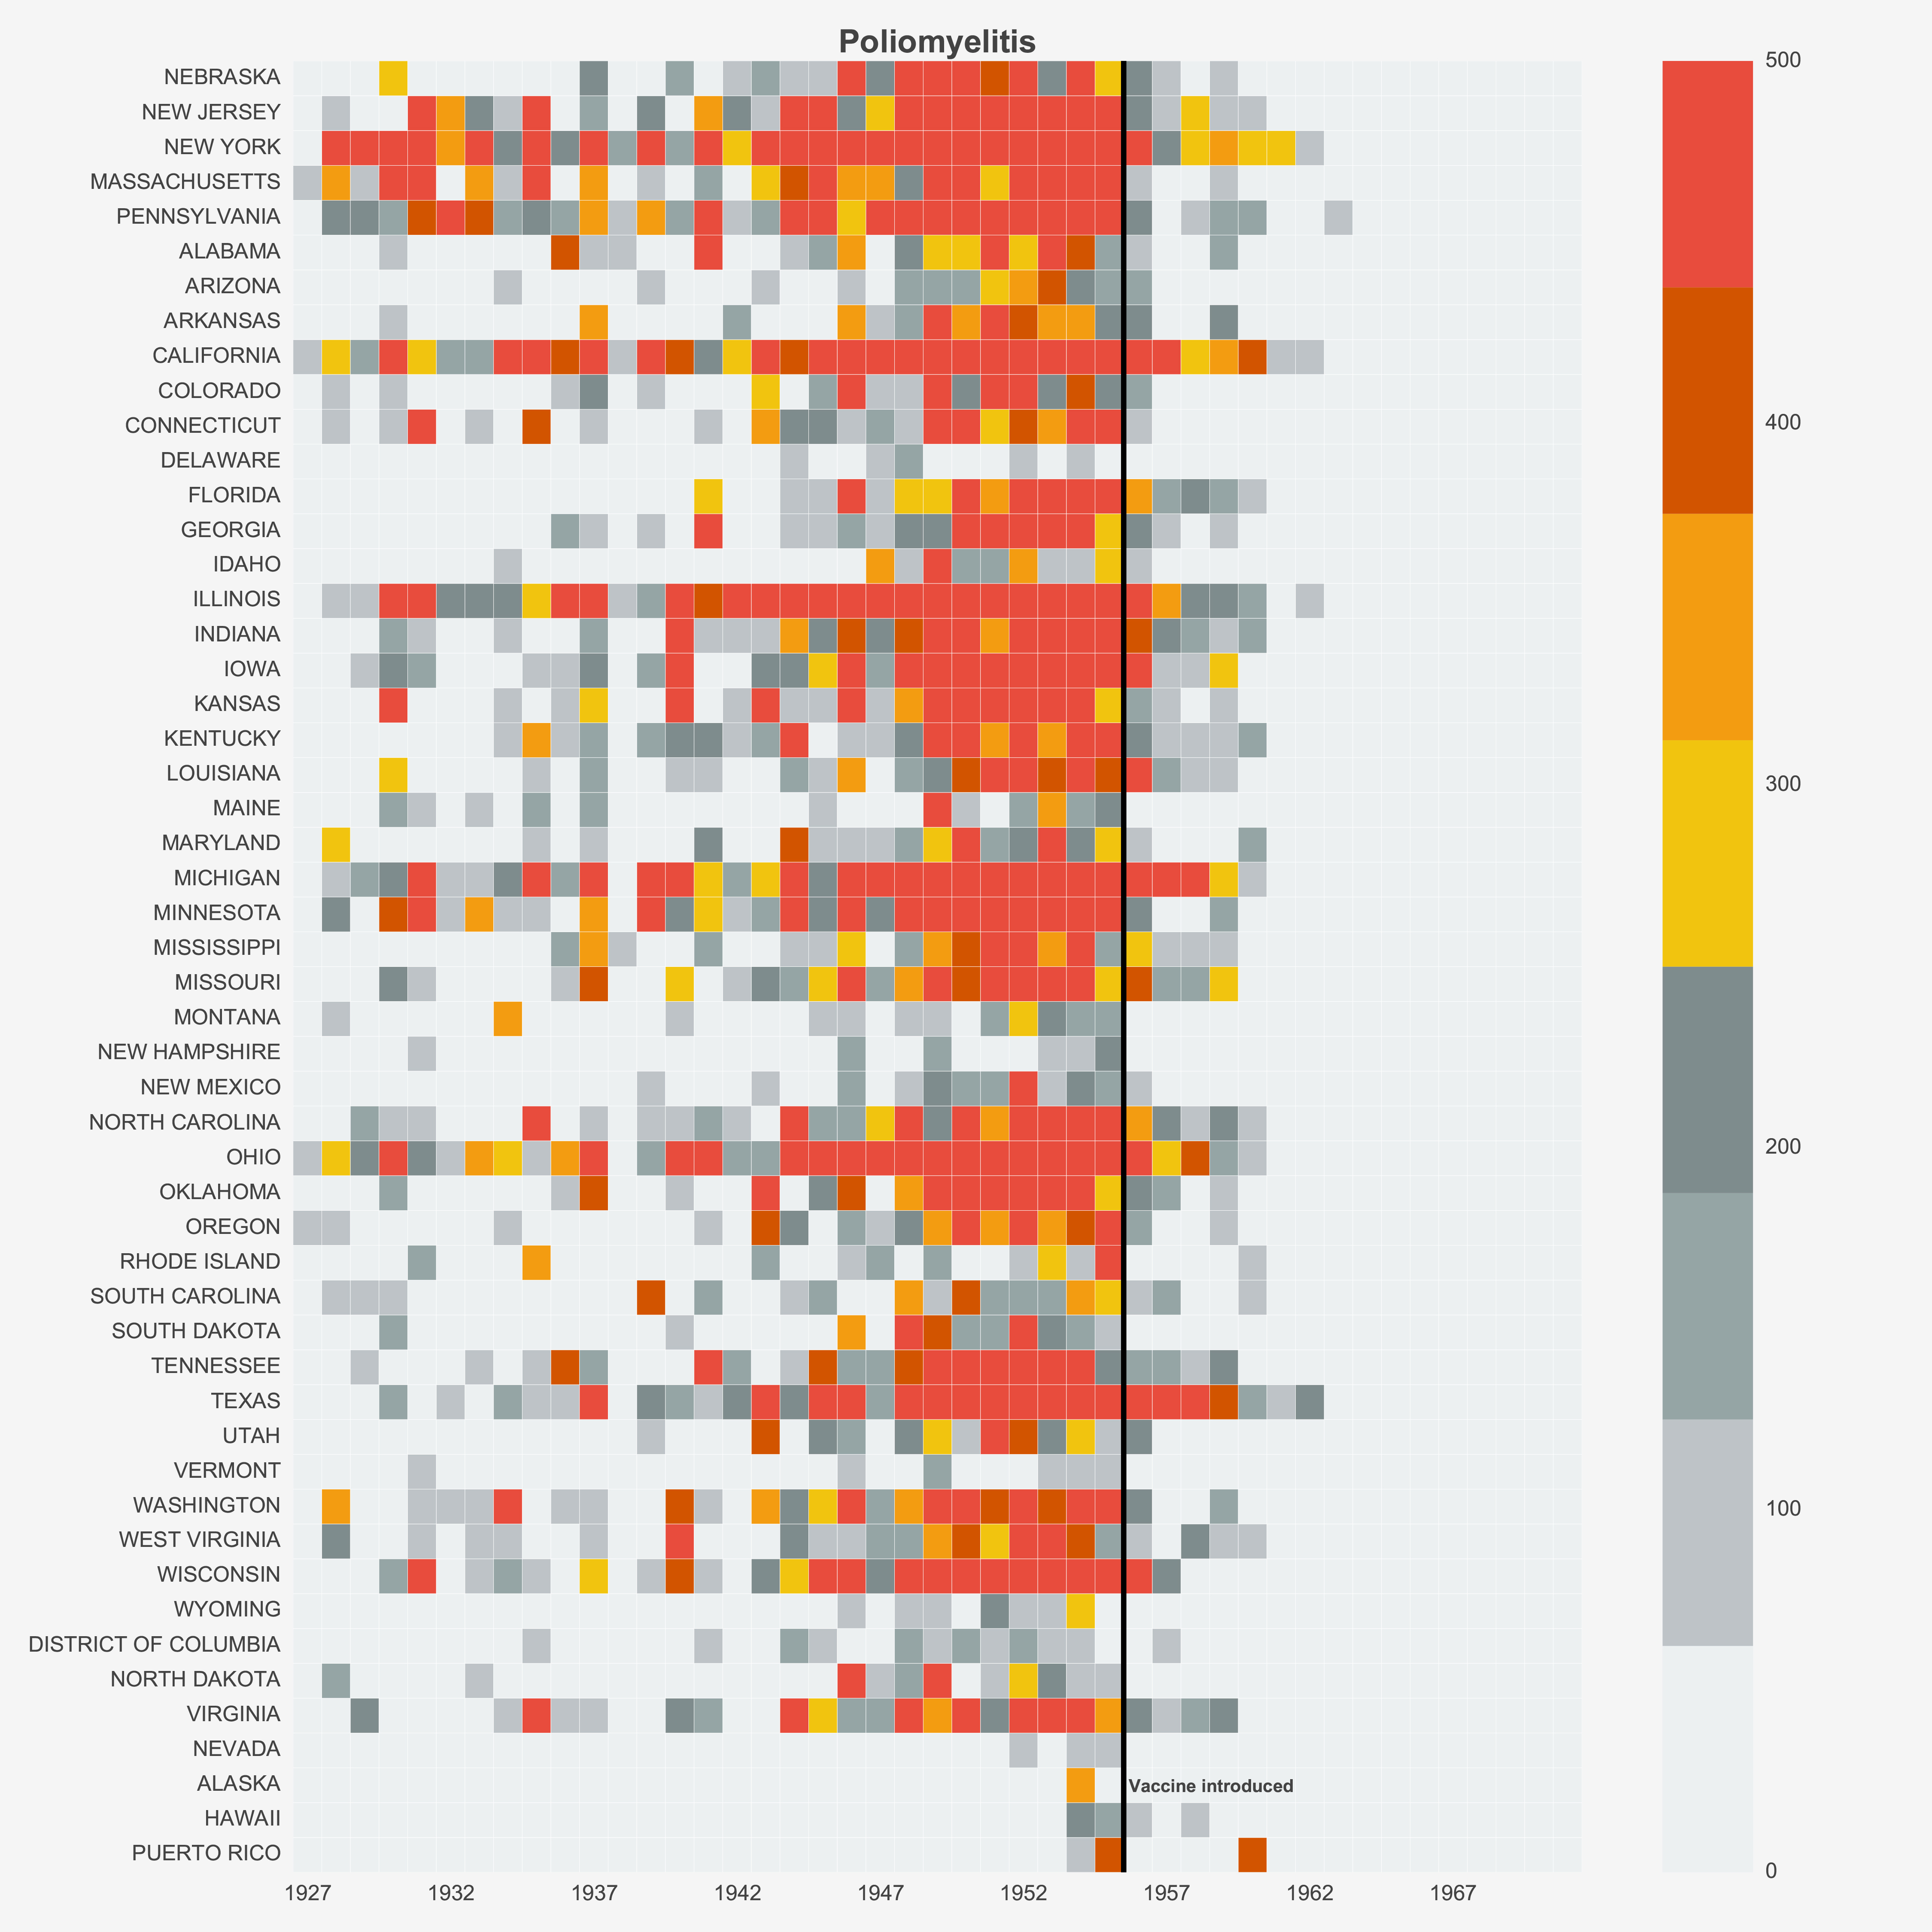 Poliomyelitis
NEBRASKA
NEW JERSEY
NEW YORK
MASSACHUSETTS
PENNSYLVANIA
ALABAMA
ARIZONA
ARKANSAS
CALIFORNIA
COLORADO
CONNECTICUT
DELAWARE
FLORIDA
GEORGIA
IDAHO
ILLINOIS
INDIANA
IOWA
KANSAS
KENTUCKY
LOUISIANA
MAINE
MARYLAND
MICHIGAN
MINNESOTA
MISSISSIPPI
MISSOURI
MONTANA
NEW HAMPSHIRE
NEW MEXICO
NORTH CAROLINA
OHIO
OKLAHOMA
OREGON
RHODE ISLAND
SOUTH CAROLINA
SOUTH DAKOTA
TENNESSEE
TEXAS
UTAH
VERMONT
WASHINGTON
WEST VIRGINIA
WISCONSIN
WYOMING
DISTRICT OF COLUMBIA
NORTH DAKOTA
VIRGINIA
NEVADA
ALASKA
HAWAII
PUERTO RICO
Vaccine introduced
1927 1932 1937 1942 1947 1952 1957 1962 1967
500
400
300
200
100
0